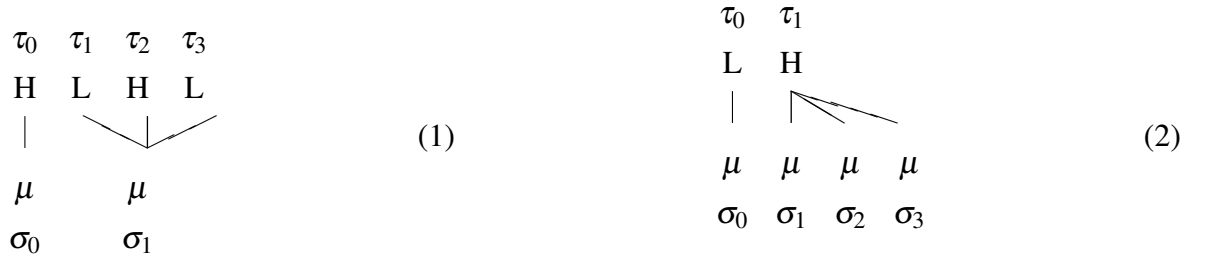 τ₀ τ₁ τ₂ τ₃
H L H L
μ μ
σ₀ σ₁
(1)
τ₀ τ₁
L H
μ μ μ μ
σ₀ σ₁ σ₂ σ₃
(2)